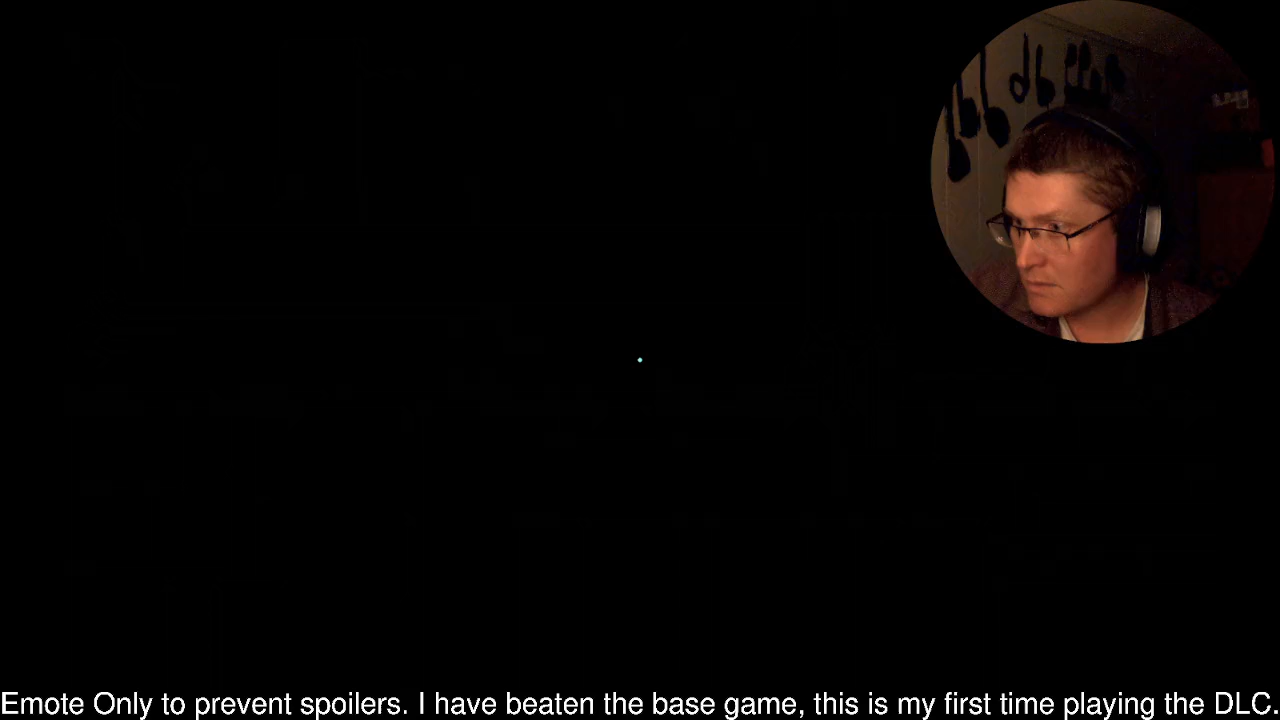 Emote Only to prevent spoilers. I have beaten the base game, this is my first time playing the DLC.